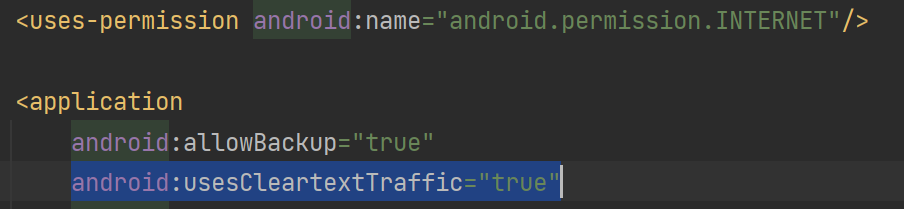 <uses-permission android:name="android.permission.INTERNET"/>
<application
android:allowBackup="true"
android:usesCleartextTraffic="true"